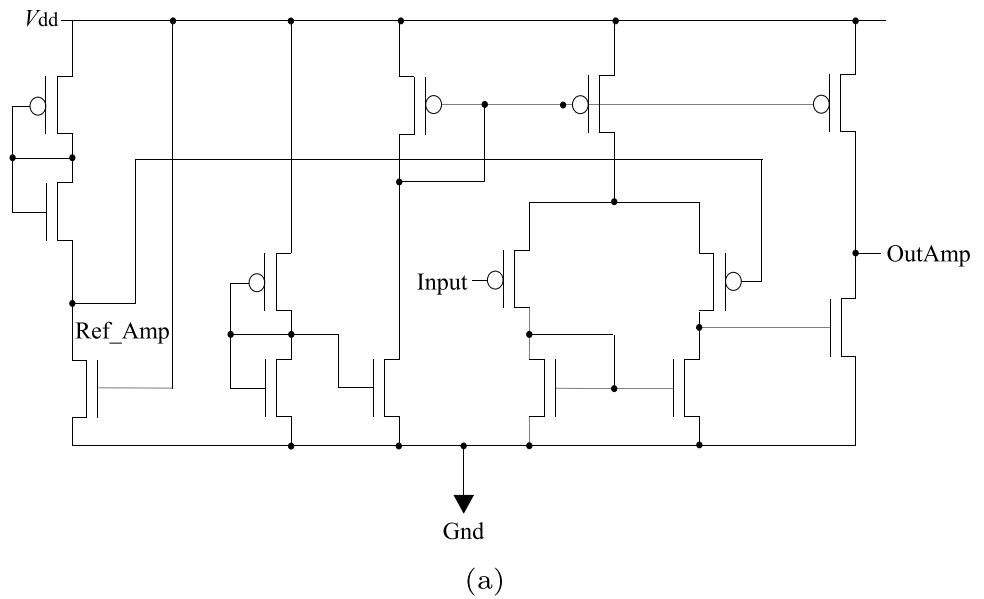 Vdd
Input
OutAmp
Ref_Amp
Gnd
(a)